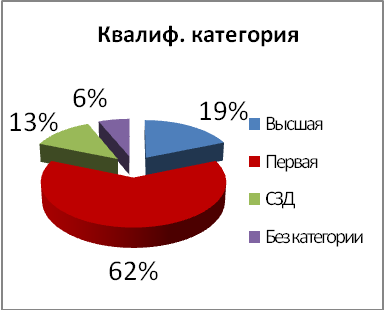 Квалиф. категория
6%
13%
19%
62%
Высшая
Первая
СЗД
Без категории